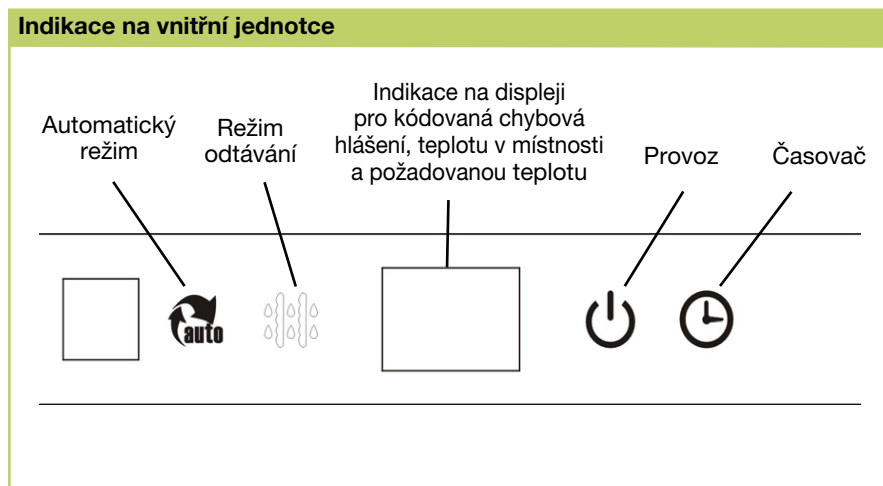 Indikace na vnitřní jednotce
Automatický
režim
Režim
odtávání
Indikace na displeji
pro kódovaná chybová
hlášení, teplotu v místnosti
a požadovanou teplotu
Provoz
Časovač
auto